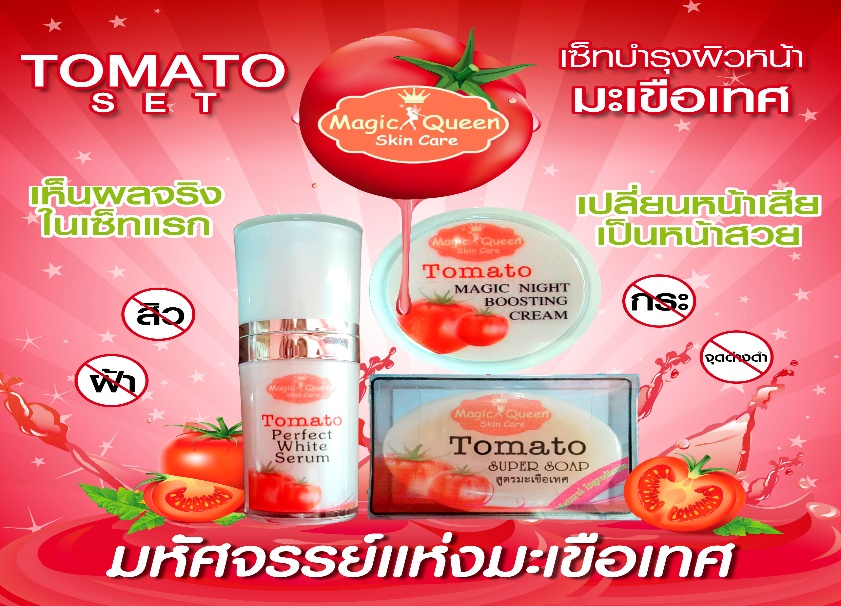 TOMATO
SET
Magic Queen
Skin Care
เซ็ทบำรุงผิวหน้า
มะเขือเทศ
เห็นผลจริง
ในเซ็ทแรก
เปลี่ยนหน้าเสีย
เป็นหน้าสวย
สิว
ฝ้า
กระ
จุดด่างดำ
Magic Queen
Skin Care
Tomato
MAGIC NIGHT
BOOSTING
CREAM
Magic Queen
Skin Care
Tomato
Perfect
White
Serum
Magic Queen
Skin Care
Tomato
SUPER SOAP
สูตรมะเขือเทศ
Natural Ingredients
มหัศจรรย์แห่งมะเขือเทศ